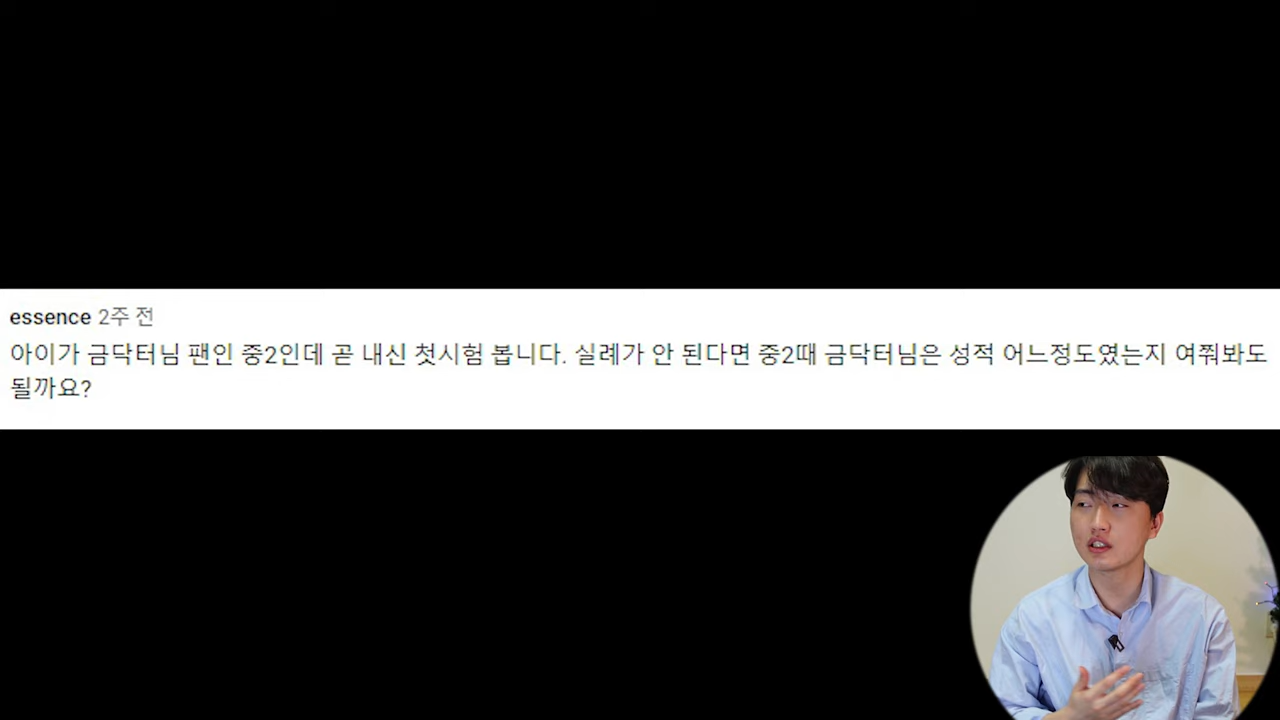 essence 2주 전
아이가 금닥터님 팬인 중2인데 곧 내신 첫시험 봅니다. 실례가 안 된다면 중2때 금닥터님은 성적 어느정도였는지 여쭤봐도
될까요?